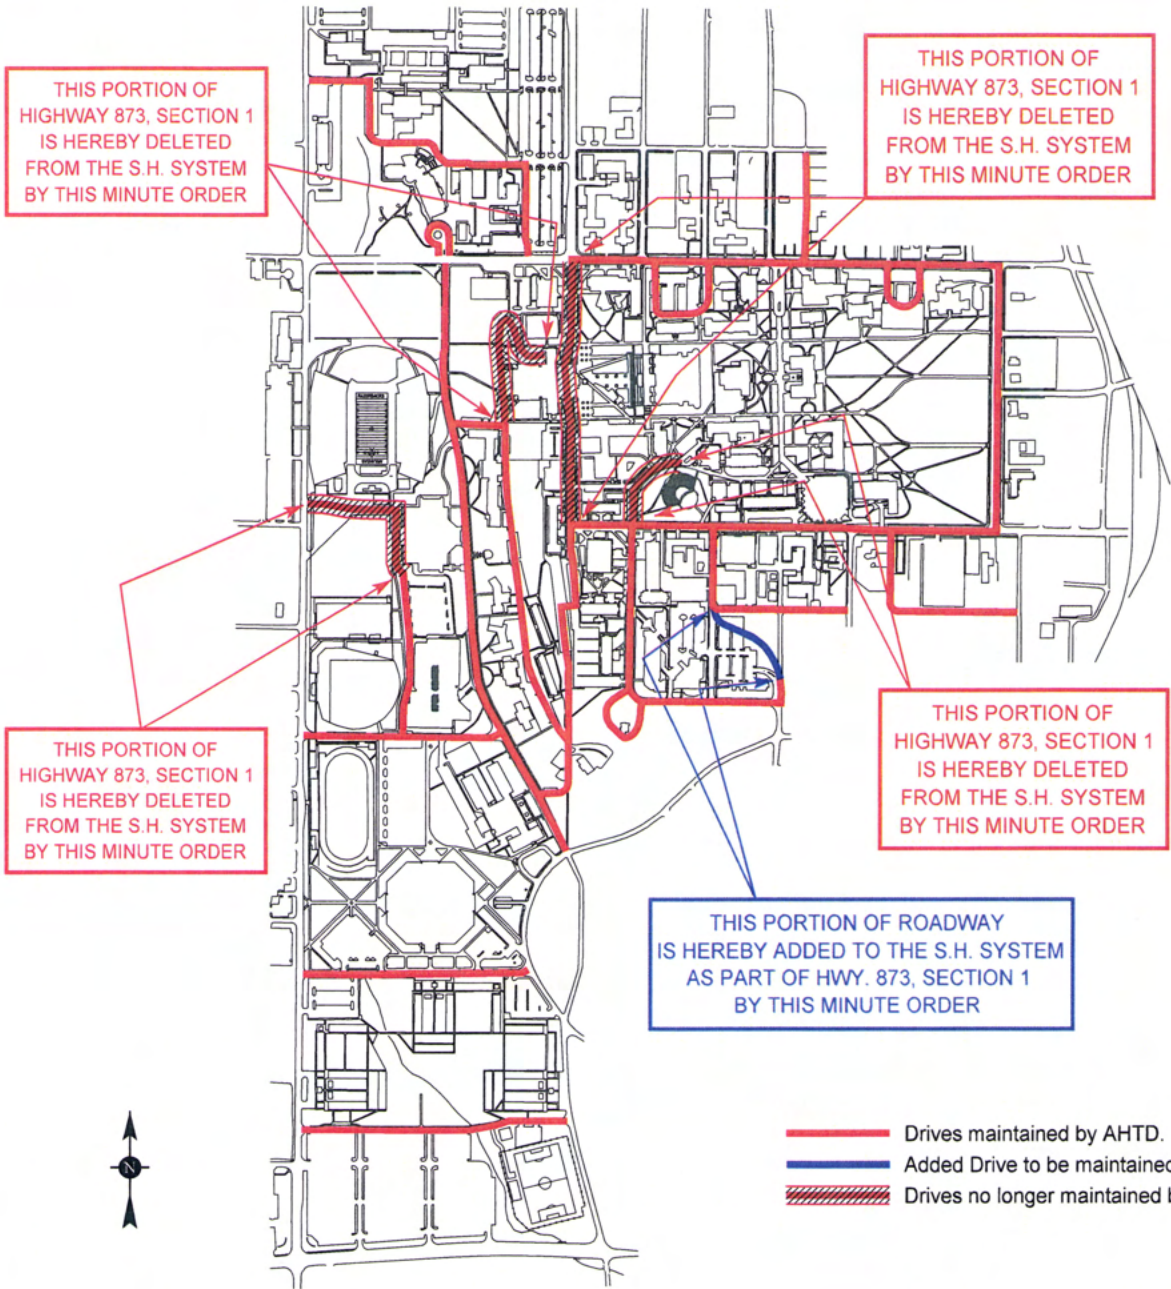 THIS PORTION OF
HIGHWAY 873, SECTION 1
IS HEREBY DELETED
FROM THE S.H. SYSTEM
BY THIS MINUTE ORDER
THIS PORTION OF
HIGHWAY 873, SECTION 1
IS HEREBY DELETED
FROM THE S.H. SYSTEM
BY THIS MINUTE ORDER
THIS PORTION OF
HIGHWAY 873, SECTION 1
IS HEREBY DELETED
FROM THE S.H. SYSTEM
BY THIS MINUTE ORDER
THIS PORTION OF
HIGHWAY 873, SECTION 1
IS HEREBY DELETED
FROM THE S.H. SYSTEM
BY THIS MINUTE ORDER
THIS PORTION OF ROADWAY
IS HEREBY ADDED TO THE S.H. SYSTEM
AS PART OF HWY. 873, SECTION 1
BY THIS MINUTE ORDER
N
Drives maintained by AHTD.
Added Drive to be maintained
Drives no longer maintained